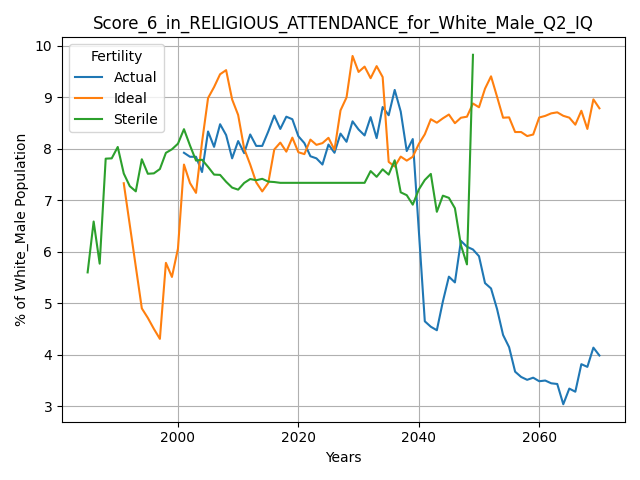 Score_6_in_RELIGIOUS_ATTENDANCE_for_White_Male_Q2_IQ
Fertility
Actual
Ideal
Sterile
% of White_Male Population
10
9
8
7
6
5
4
3
2000 2020 2040 2060
Years